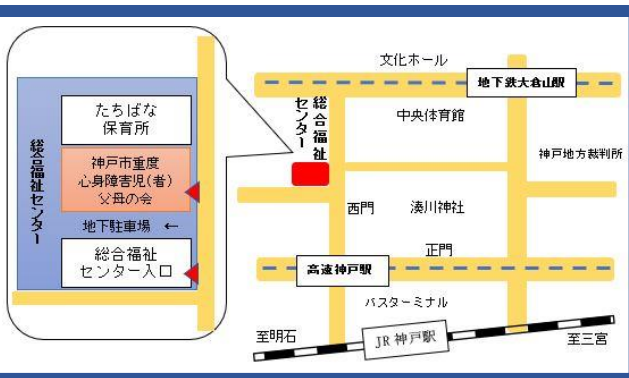 たちばな
保育所
総合福祉センター
神戸市重度
心身障害児(者)
父母の会
地下駐車場 ←
総合福祉
センター入口
文化ホール
地下鉄大倉山駅
総合福祉
センター
中央体育館
神戸地方裁判所
西門
湊川神社
正門
高速神戸駅
バスターミナル
至明石
JR 神戸駅
至三宮